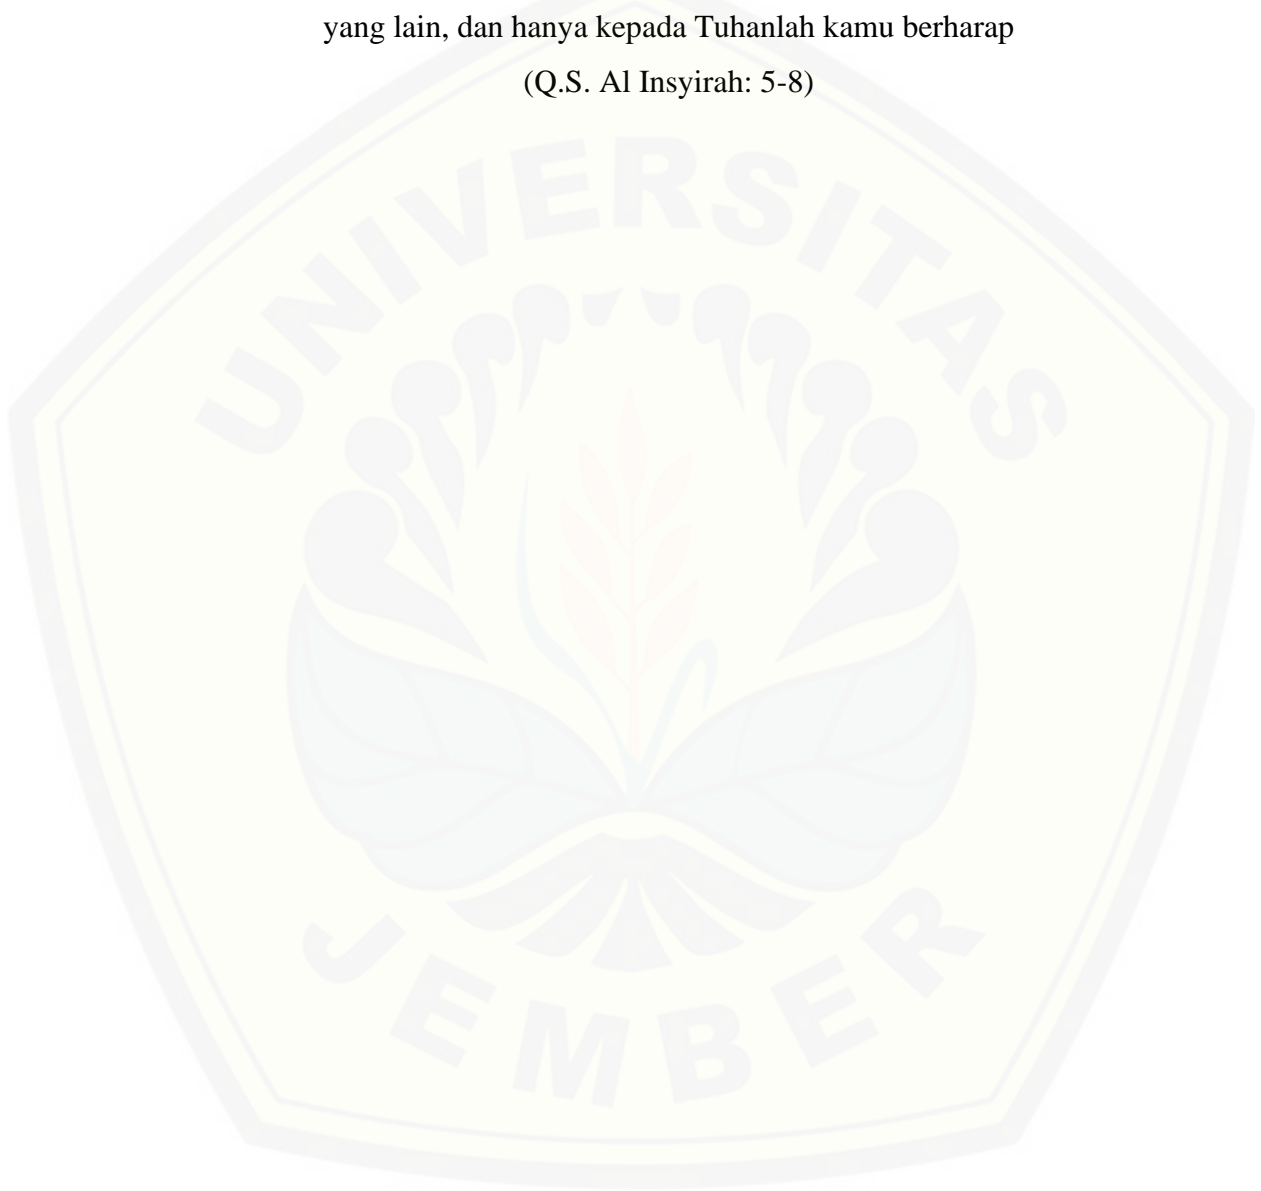 yang lain, dan hanya kepada Tuhanlah kamu berharap
(Q.S. Al Insyirah: 5-8)
UNIVERSITAS
JEMBER